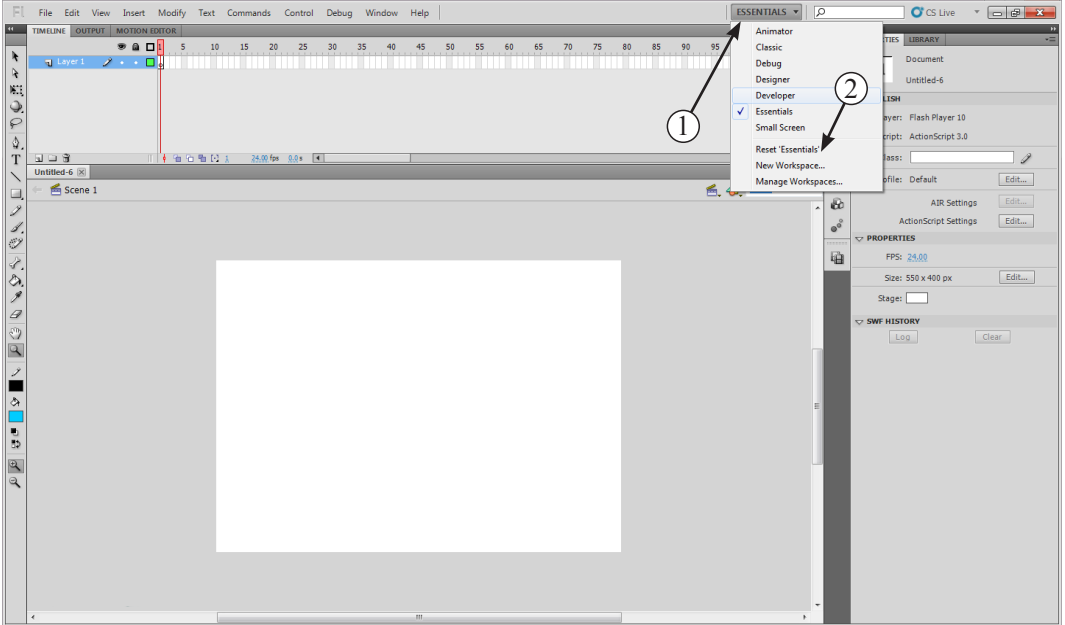 Fl File Edit View Insert Modify Text Commands Control Debug Window Help ESSENTIALS CS Live
TIMELINE OUTPUT MOTION EDITOR
1 5 10 15 20 25 30 35 40 45 50 55 60 65 70 75 80 85 90 95
Layer 1
1 24.00 fps 0.0 s
Untitled-6
Scene 1
Animator
Classic
Debug
Designer
Developer
Essentials
Small Screen
Reset 'Essentials'
New Workspace...
Manage Workspaces...
1
2
TIES LIBRARY
Document
Untitled-6
LISH
ayer: Flash Player 10
cript: ActionScript 3.0
lass:
ofile: Default Edit...
AIR Settings Edit...
ActionScript Settings Edit...
PROPERTIES
FPS: 24.00
Size: 550 x 400 px Edit...
Stage:
SWF HISTORY
Log Clear